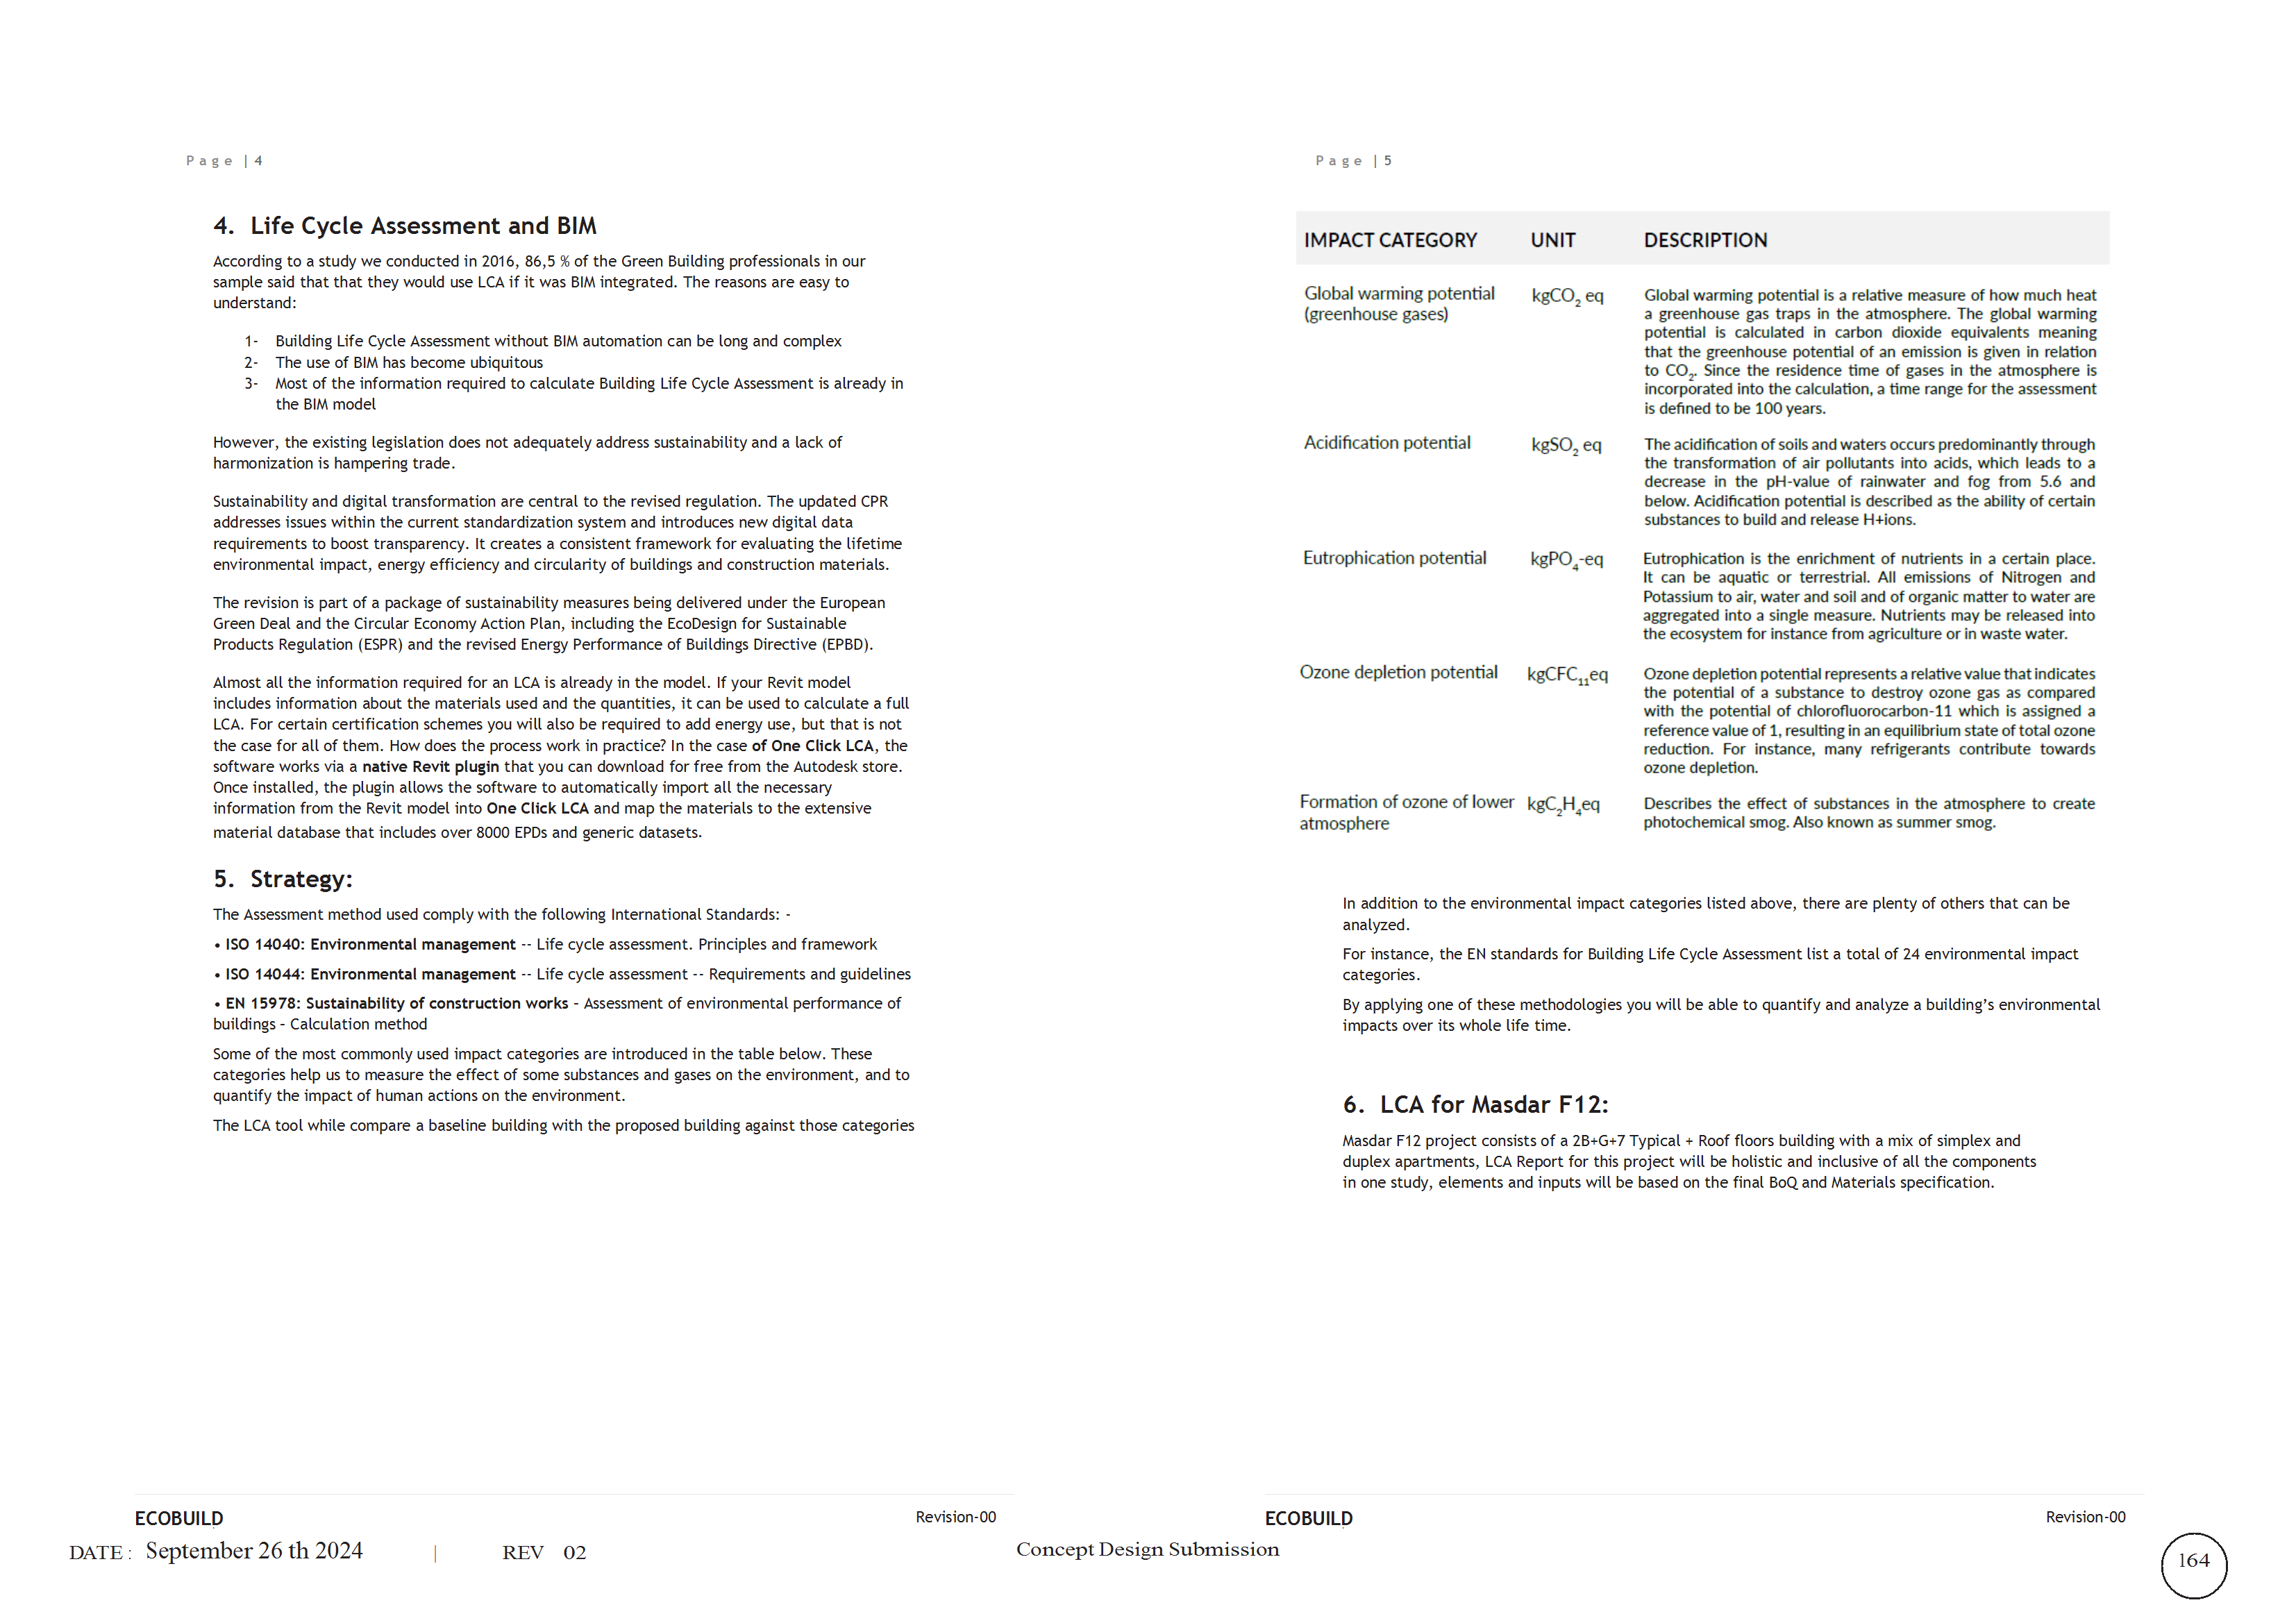 Page | 4
4. Life Cycle Assessment and BIM
According to a study we conducted in 2016, 86,5 % of the Green Building professionals in our
sample said that that they would use LCA if it was BIM integrated. The reasons are easy to
understand:
1- Building Life Cycle Assessment without BIM automation can be long and complex
2- The use of BIM has become ubiquitous
3- Most of the information required to calculate Building Life Cycle Assessment is already in
the BIM model
However, the existing legislation does not adequately address sustainability and a lack of
harmonization is hampering trade.
Sustainability and digital transformation are central to the revised regulation. The updated CPR
addresses issues within the current standardization system and introduces new digital data
requirements to boost transparency. It creates a consistent framework for evaluating the lifetime
environmental impact, energy efficiency and circularity of buildings and construction materials.
The revision is part of a package of sustainability measures being delivered under the European
Green Deal and the Circular Economy Action Plan, including the EcoDesign for Sustainable
Products Regulation (ESPR) and the revised Energy Performance of Buildings Directive (EPBD).
Almost all the information required for an LCA is already in the model. If your Revit model
includes information about the materials used and the quantities, it can be used to calculate a full
LCA. For certain certification schemes you will also be required to add energy use, but that is not
the case for all of them. How does the process work in practice? In the case of One Click LCA, the
software works via a native Revit plugin that you can download for free from the Autodesk store.
Once installed, the plugin allows the software to automatically import all the necessary
information from the Revit model into One Click LCA and map the materials to the extensive
material database that includes over 8000 EPDs and generic datasets.
5. Strategy:
The Assessment method used comply with the following International Standards: -
• ISO 14040: Environmental management -- Life cycle assessment. Principles and framework
• ISO 14044: Environmental management -- Life cycle assessment -- Requirements and guidelines
• EN 15978: Sustainability of construction works - Assessment of environmental performance of
buildings - Calculation method
Some of the most commonly used impact categories are introduced in the table below. These
categories help us to measure the effect of some substances and gases on the environment, and to
quantify the impact of human actions on the environment.
The LCA tool while compare a baseline building with the proposed building against those categories
ECOBUILD
Revision-00
Page | 5
IMPACT CATEGORY UNIT DESCRIPTION
Global warming potential
(greenhouse gases)
kgCO2 eq
Global warming potential is a relative measure of how much heat
a greenhouse gas traps in the atmosphere. The global warming
potential is calculated in carbon dioxide equivalents meaning
that the greenhouse potential of an emission is given in relation
to CO2. Since the residence time of gases in the atmosphere is
incorporated into the calculation, a time range for the assessment
is defined to be 100 years.
Acidification potential
kgSO2 eq
The acidification of soils and waters occurs predominantly through
the transformation of air pollutants into acids, which leads to a
decrease in the pH-value of rainwater and fog from 5.6 and
below. Acidification potential is described as the ability of certain
substances to build and release H+ions.
Eutrophication potential
kgPO4-eq
Eutrophication is the enrichment of nutrients in a certain place.
It can be aquatic or terrestrial. All emissions of Nitrogen and
Potassium to air, water and soil and of organic matter to water are
aggregated into a single measure. Nutrients may be released into
the ecosystem for instance from agriculture or in waste water.
Ozone depletion potential
kgCFC11eq
Ozone depletion potential represents a relative value that indicates
the potential of a substance to destroy ozone gas as compared
with the potential of chlorofluorocarbon-11 which is assigned a
reference value of 1, resulting in an equilibrium state of total ozone
reduction. For instance, many refrigerants contribute towards
ozone depletion.
Formation of ozone of lower
atmosphere
kgC2H4eq
Describes the effect of substances in the atmosphere to create
photochemical smog. Also known as summer smog.
In addition to the environmental impact categories listed above, there are plenty of others that can be
analyzed.
For instance, the EN standards for Building Life Cycle Assessment list a total of 24 environmental impact
categories.
By applying one of these methodologies you will be able to quantify and analyze a building’s environmental
impacts over its whole life time.
6. LCA for Masdar F12:
Masdar F12 project consists of a 2B+G+7 Typical + Roof floors building with a mix of simplex and
duplex apartments, LCA Report for this project will be holistic and inclusive of all the components
in one study, elements and inputs will be based on the final BoQ and Materials specification.
ECOBUILD
Revision-00
DATE : September 26 th 2024 | REV 02
Concept Design Submission
164